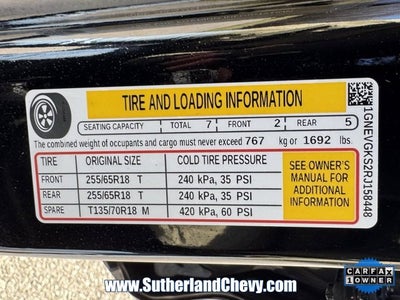 TIRE AND LOADING INFORMATION
SEATING CAPACITY TOTAL 7 FRONT 2 REAR 5
The combined weight of occupants and cargo must never exceed 767 kg or 1692 lbs.
TIRE ORIGINAL SIZE COLD TIRE PRESSURE
FRONT 255/65R18 T 240 kPa, 35 PSI
REAR 255/65R18 T 240 kPa, 35 PSI
SPARE T135/70R18 M 420 kPa, 60 PSI
SEE OWNER'S
MANUAL FOR
ADDITIONAL
INFORMATION
1GNEVGKS2RJ158448
www.SutherlandChevy.com
CARFAX
1 OWNER